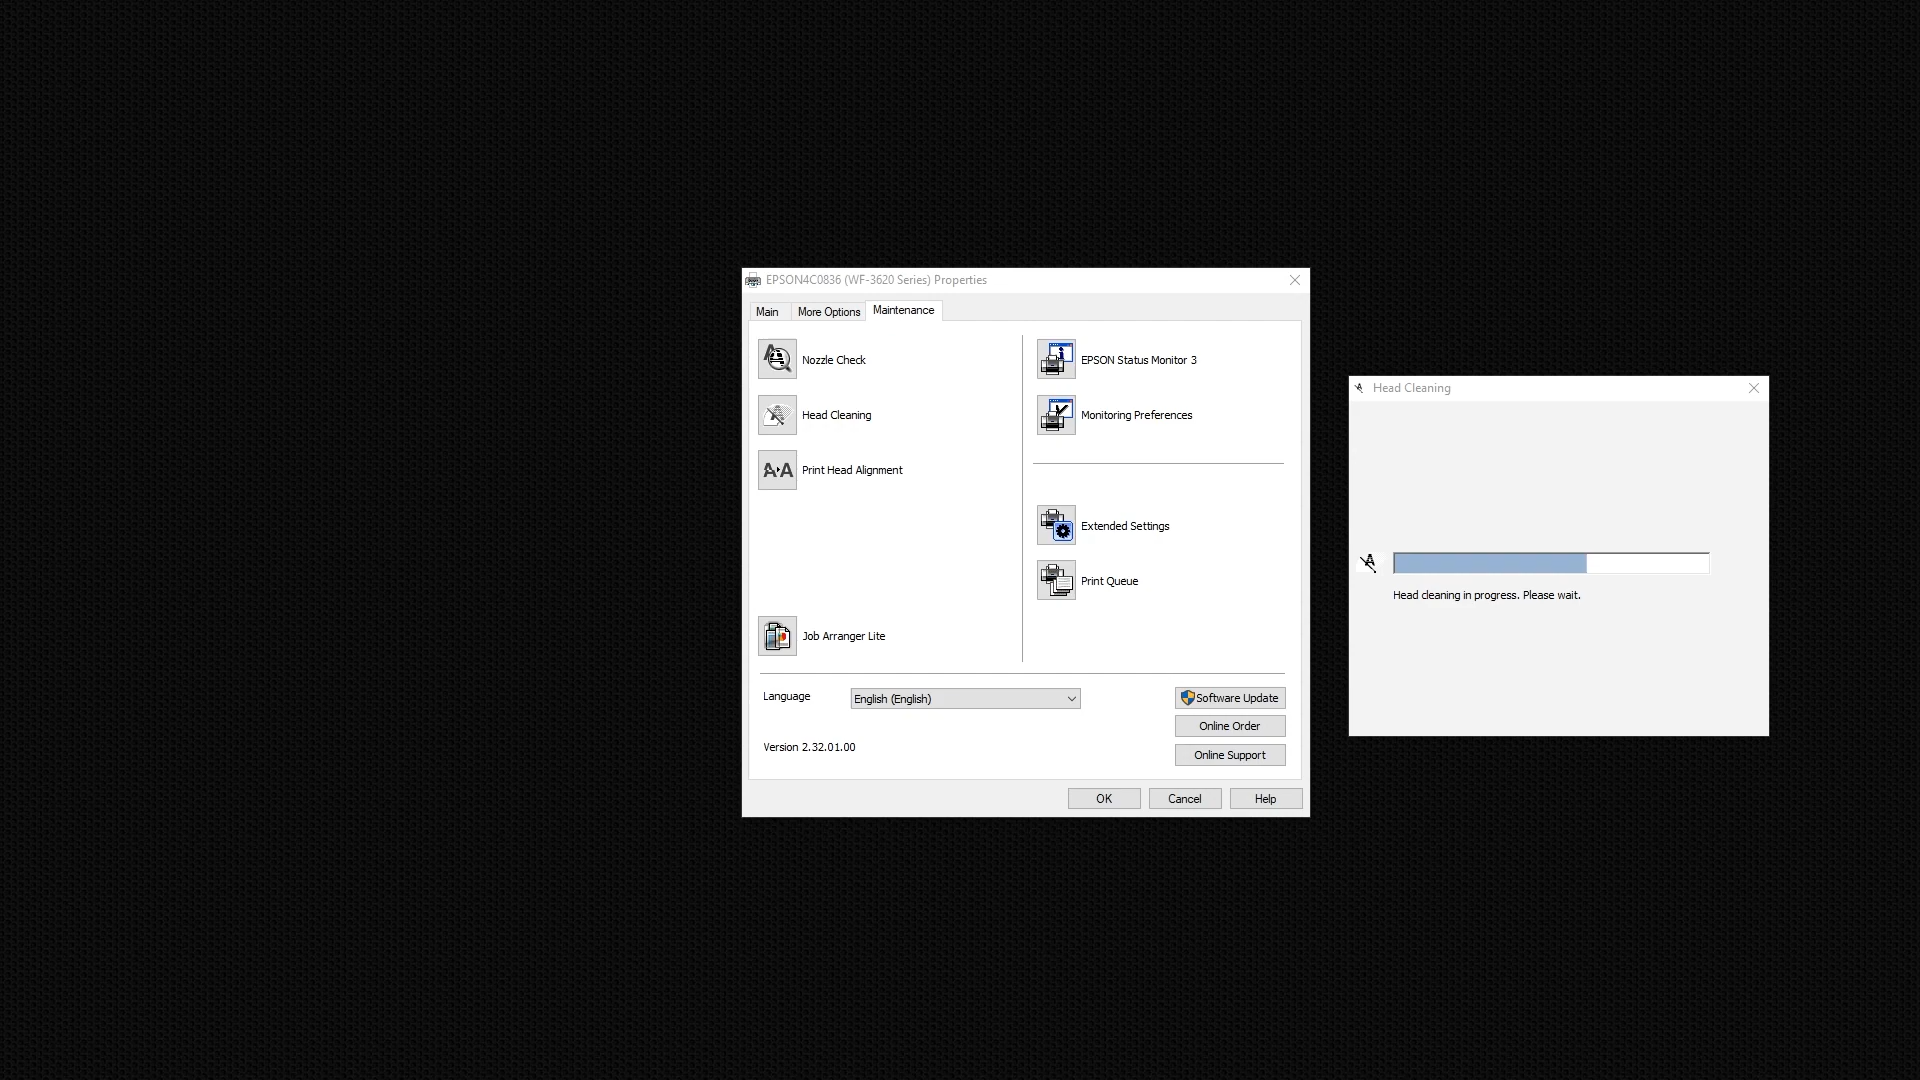 EPSON4C0836 (WF-3620 Series) Properties
Main
More Options
Maintenance
Nozzle Check
Head Cleaning
Print Head Alignment
Job Arranger Lite
EPSON Status Monitor 3
Monitoring Preferences
Extended Settings
Print Queue
Language
English (English)
Version 2.32.01.00
Software Update
Online Order
Online Support
OK
Cancel
Help
Head Cleaning
Head cleaning in progress. Please wait.